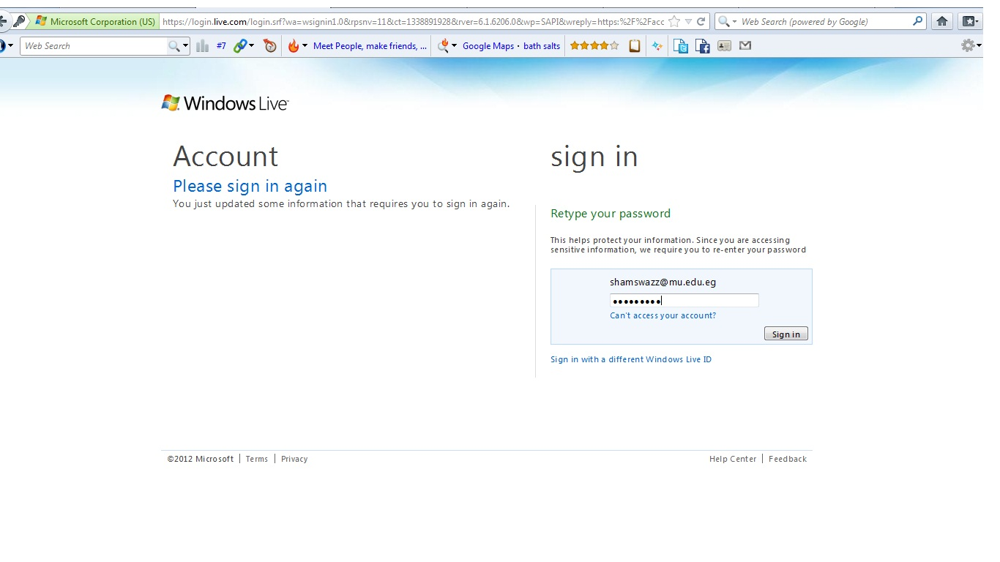 Microsoft Corporation (US) https://login.live.com/login.srf?wa=wsignin1.0&rpsnv=11&ct=1338891928&rver=6.1.6206.0&wp=SAPI&wreply=https:%2F%2Facc Web Search (powered by Google)
Web Search #7 Meet People, make friends, ... Google Maps · bath salts
Windows Live
Account
Please sign in again
You just updated some information that requires you to sign in again.
sign in
Retype your password
This helps protect your information. Since you are accessing
sensitive information, we require you to re-enter your password
shamswazz@mu.edu.eg
•••••••••
Can't access your account?
Sign in
Sign in with a different Windows Live ID
©2012 Microsoft | Terms | Privacy
Help Center | Feedback